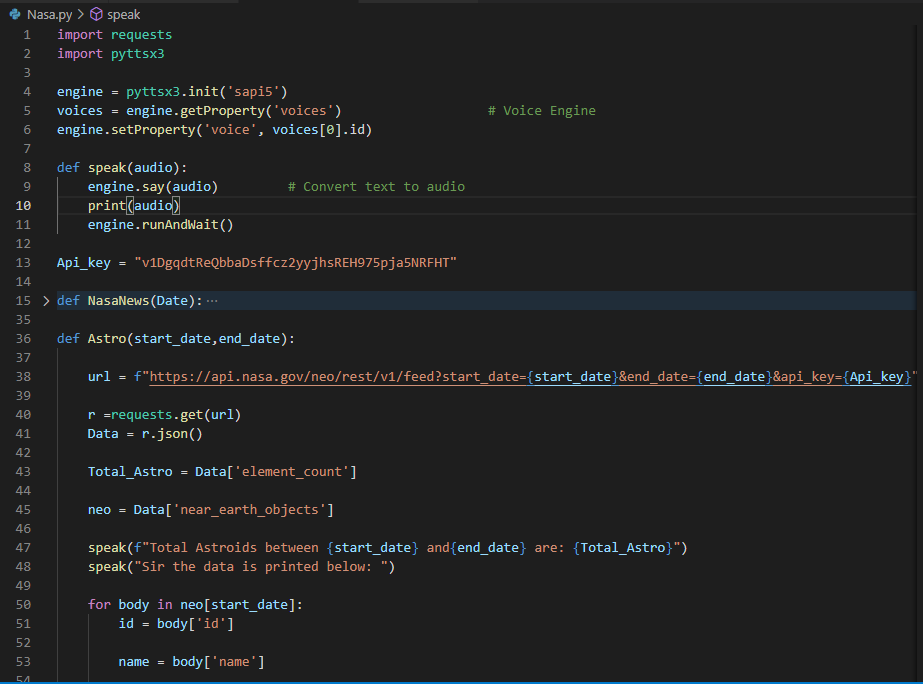 Nasa.py > speak
1 import requests
2 import pyttsx3
3
4 engine = pyttsx3.init('sapi5')
5 voices = engine.getProperty('voices') # Voice Engine
6 engine.setProperty('voice', voices[0].id)
7
8 def speak(audio):
9 engine.say(audio) # Convert text to audio
10 print(audio)
11 engine.runAndWait()
12
13 Api_key = "v1DgqdtReQbbaDsffcz2yyjhsREH975pja5NRFHT"
14
15 > def NasaNews(Date): ···
35
36 def Astro(start_date,end_date):
37
38 url = f"https://api.nasa.gov/neo/rest/v1/feed?start_date={start_date}&end_date={end_date}&api_key={Api_key}"
39
40 r =requests.get(url)
41 Data = r.json()
42
43 Total_Astro = Data['element_count']
44
45 neo = Data['near_earth_objects']
46
47 speak(f"Total Astroids between {start_date} and{end_date} are: {Total_Astro}")
48 speak("Sir the data is printed below: ")
49
50 for body in neo[start_date]:
51 id = body['id']
52
53 name = body['name']
54